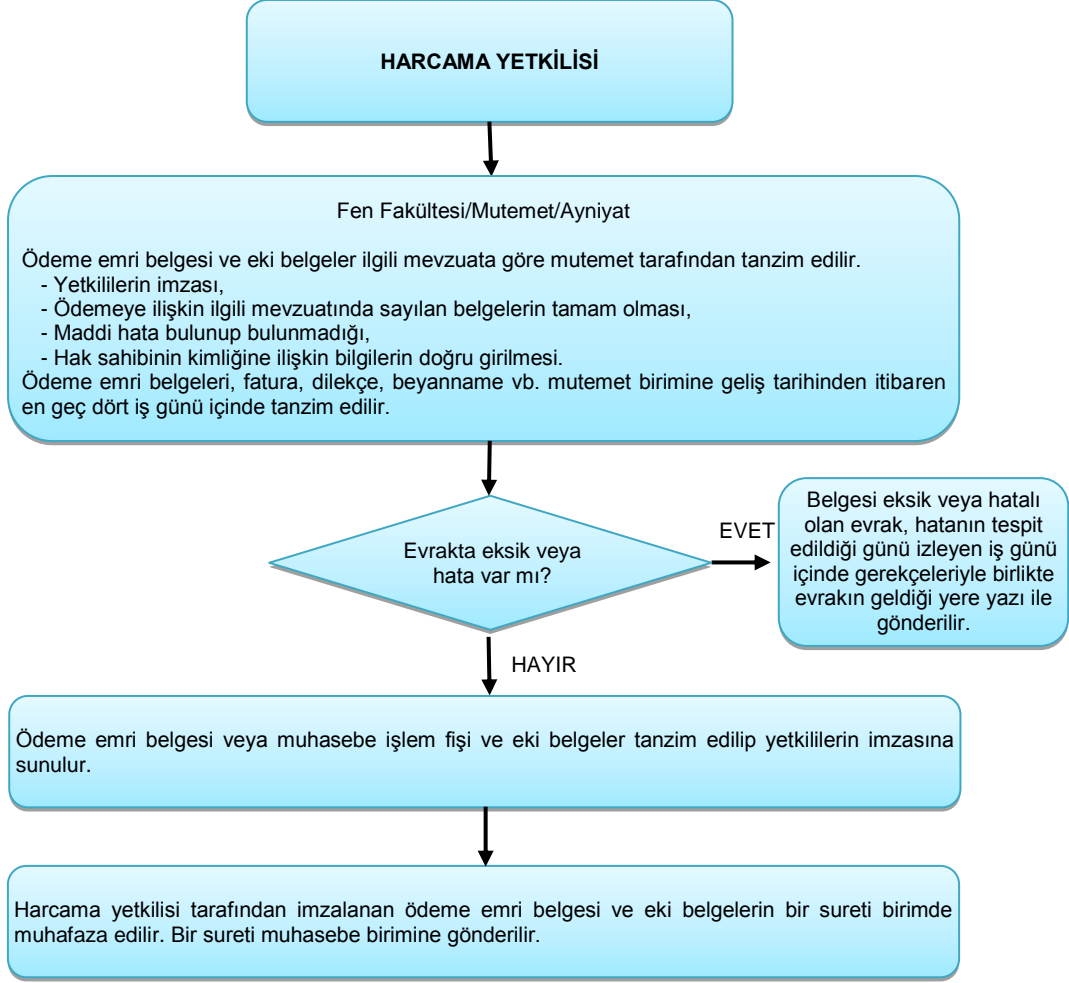 HARCAMA YETKİLİSİ
Fen Fakültesi/Mutemet/Ayniyat
Ödeme emri belgesi ve eki belgeler ilgili mevzuata göre mutemet tarafından tanzim edilir.
- Yetkililerin imzası,
- Ödemeye ilişkin ilgili mevzuatında sayılan belgelerin tamam olması,
- Maddi hata bulunup bulunmadığı,
- Hak sahibinin kimliğine ilişkin bilgilerin doğru girilmesi.
Ödeme emri belgeleri, fatura, dilekçe, beyanname vb. mutemet birimine geliş tarihinden itibaren
en geç dört iş günü içinde tanzim edilir.
Evrakta eksik veya
hata var mı?
EVET
Belgesi eksik veya hatalı
olan evrak, hatanın tespit
edildiği günü izleyen iş günü
içinde gerekçeleriyle birlikte
evrakın geldiği yere yazı ile
gönderilir.
HAYIR
Ödeme emri belgesi veya muhasebe işlem fişi ve eki belgeler tanzim edilip yetkililerin imzasına
sunulur.
Harcama yetkilisi tarafından imzalanan ödeme emri belgesi ve eki belgelerin bir sureti birimde
muhafaza edilir. Bir sureti muhasebe birimine gönderilir.